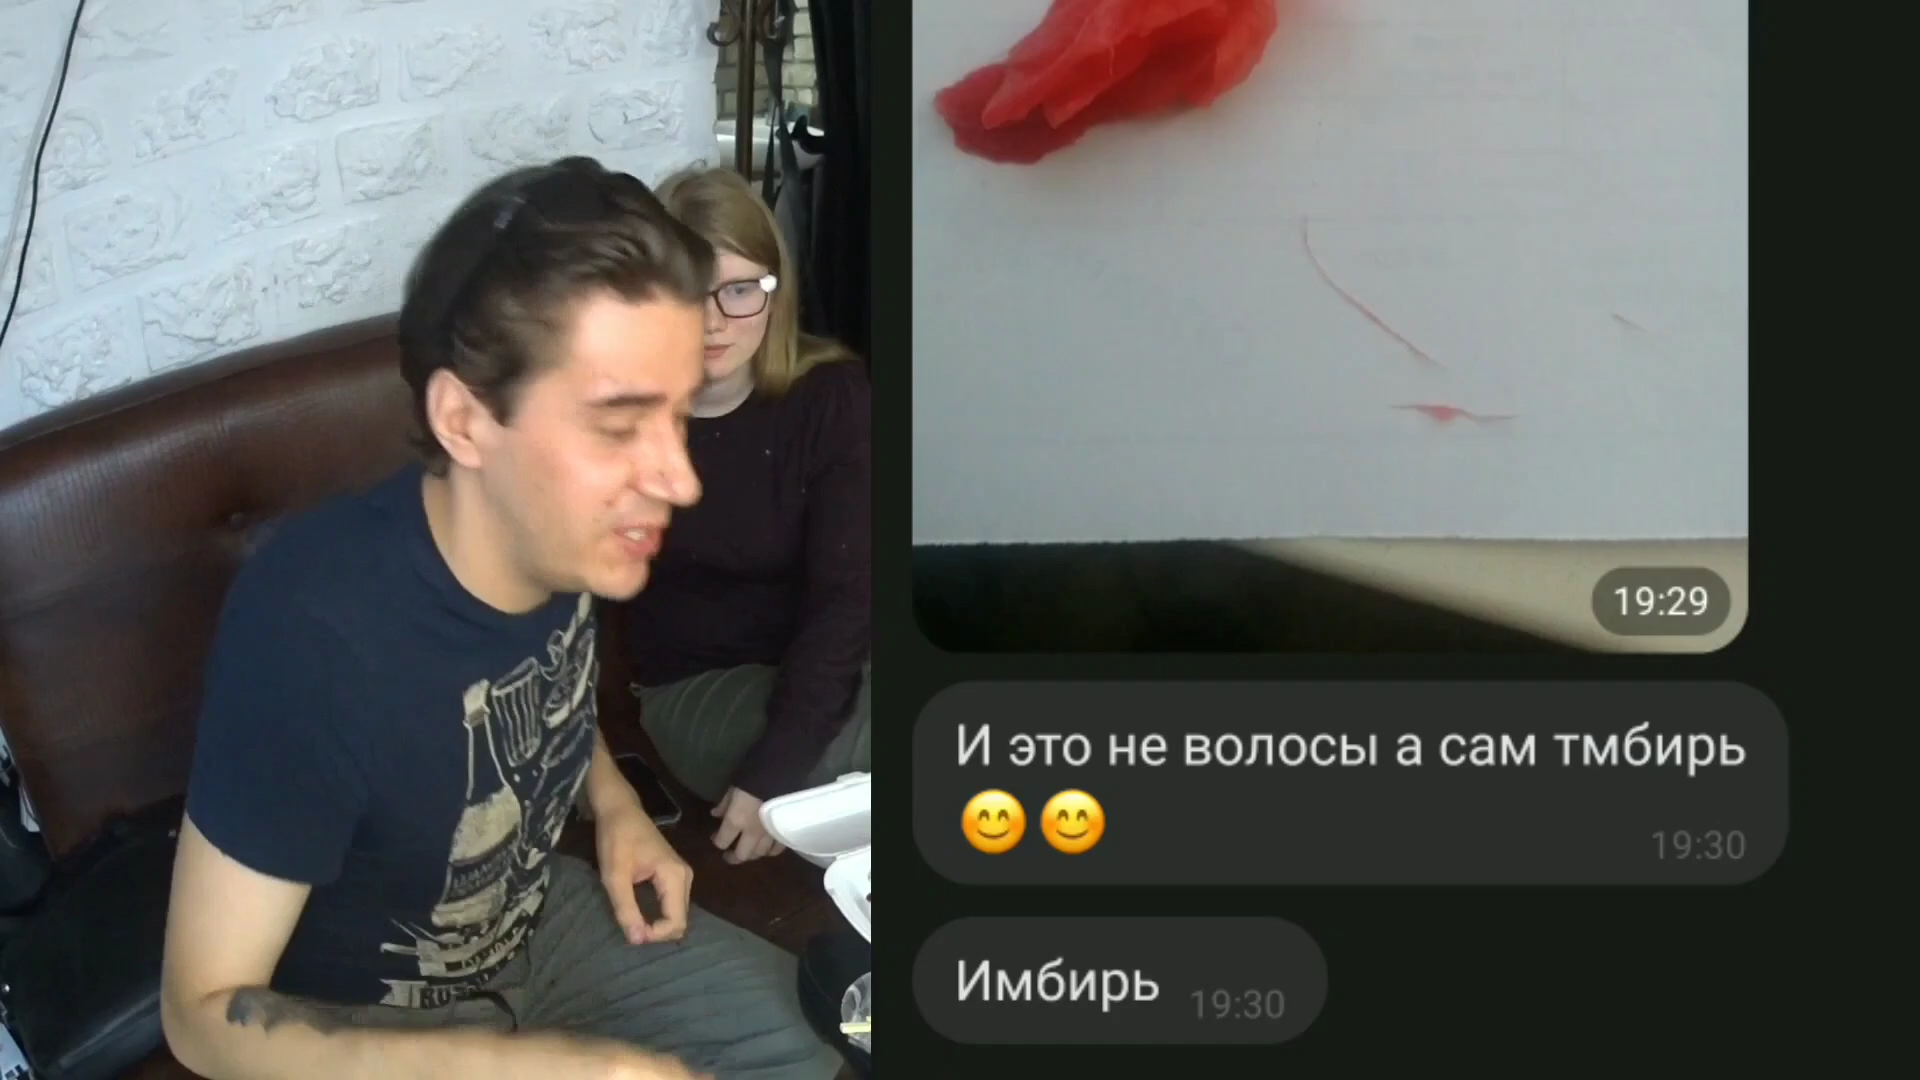 19:29
И это не волосы а сам тмбирь
😊😊
19:30
Имбирь 19:30